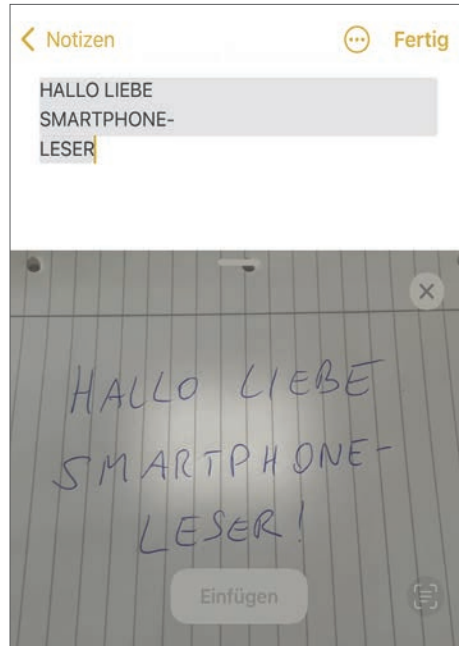 Notizen
Fertig
HALLO LIEBE
SMARTPHONE-
LESER
HALLO LIEBE
SMARTPHONE-
LESER!
Einfügen